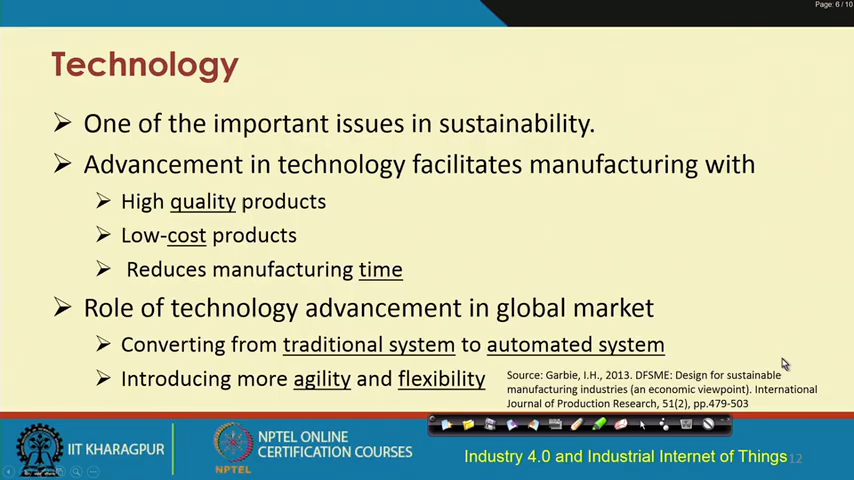 Page: 6 / 10
Technology
One of the important issues in sustainability.
Advancement in technology facilitates manufacturing with
High quality products
Low-cost products
Reduces manufacturing time
Role of technology advancement in global market
Converting from traditional system to automated system
Introducing more agility and flexibility
Source: Garbie, I.H., 2013. DFSME: Design for sustainable
manufacturing industries (an economic viewpoint). International
Journal of Production Research, 51(2), pp.479-503
IIT KHARAGPUR
NPTEL ONLINE
CERTIFICATION COURSES
NPTEL
Industry 4.0 and Industrial Internet of Things
12